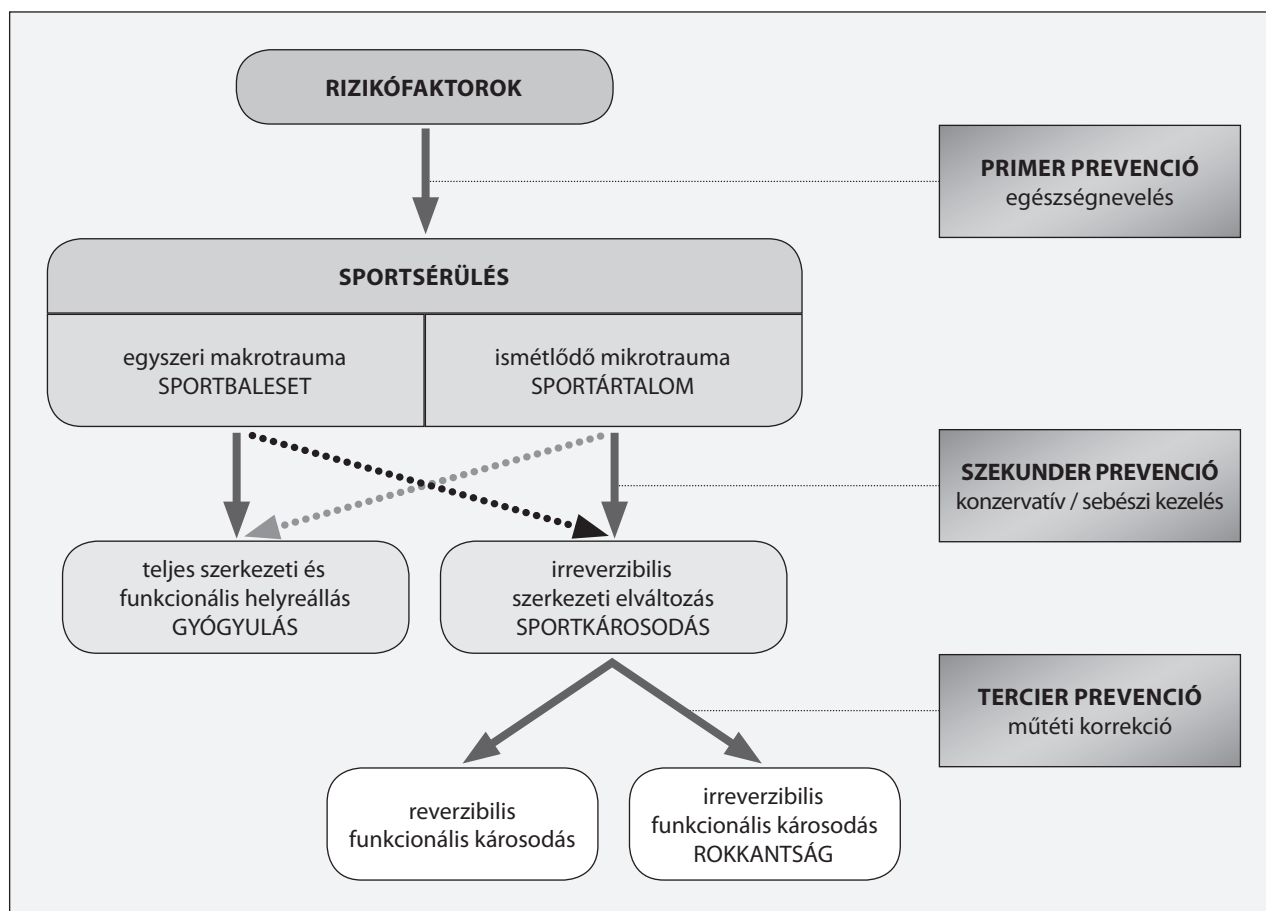 RIZIKÓFAKTOROK
PRIMER PREVENCIÓ
egészségnevelés
SPORTSÉRÜLÉS
egyszeri makrotrauma
SPORTBALESET
ismétlődő mikrotrauma
SPORTÁRTALOM
SZEKUNDER PREVENCIÓ
konzervatív / sebészi kezelés
teljes szerkezeti és
funkcionális helyreállás
GYÓGYULÁS
irreverzibilis
szerkezeti elváltozás
SPORTKÁROSODÁS
TERCIER PREVENCIÓ
műtéti korrekció
reverzibilis
funkcionális károsodás
irreverzibilis
funkcionális károsodás
ROKKANTSÁG